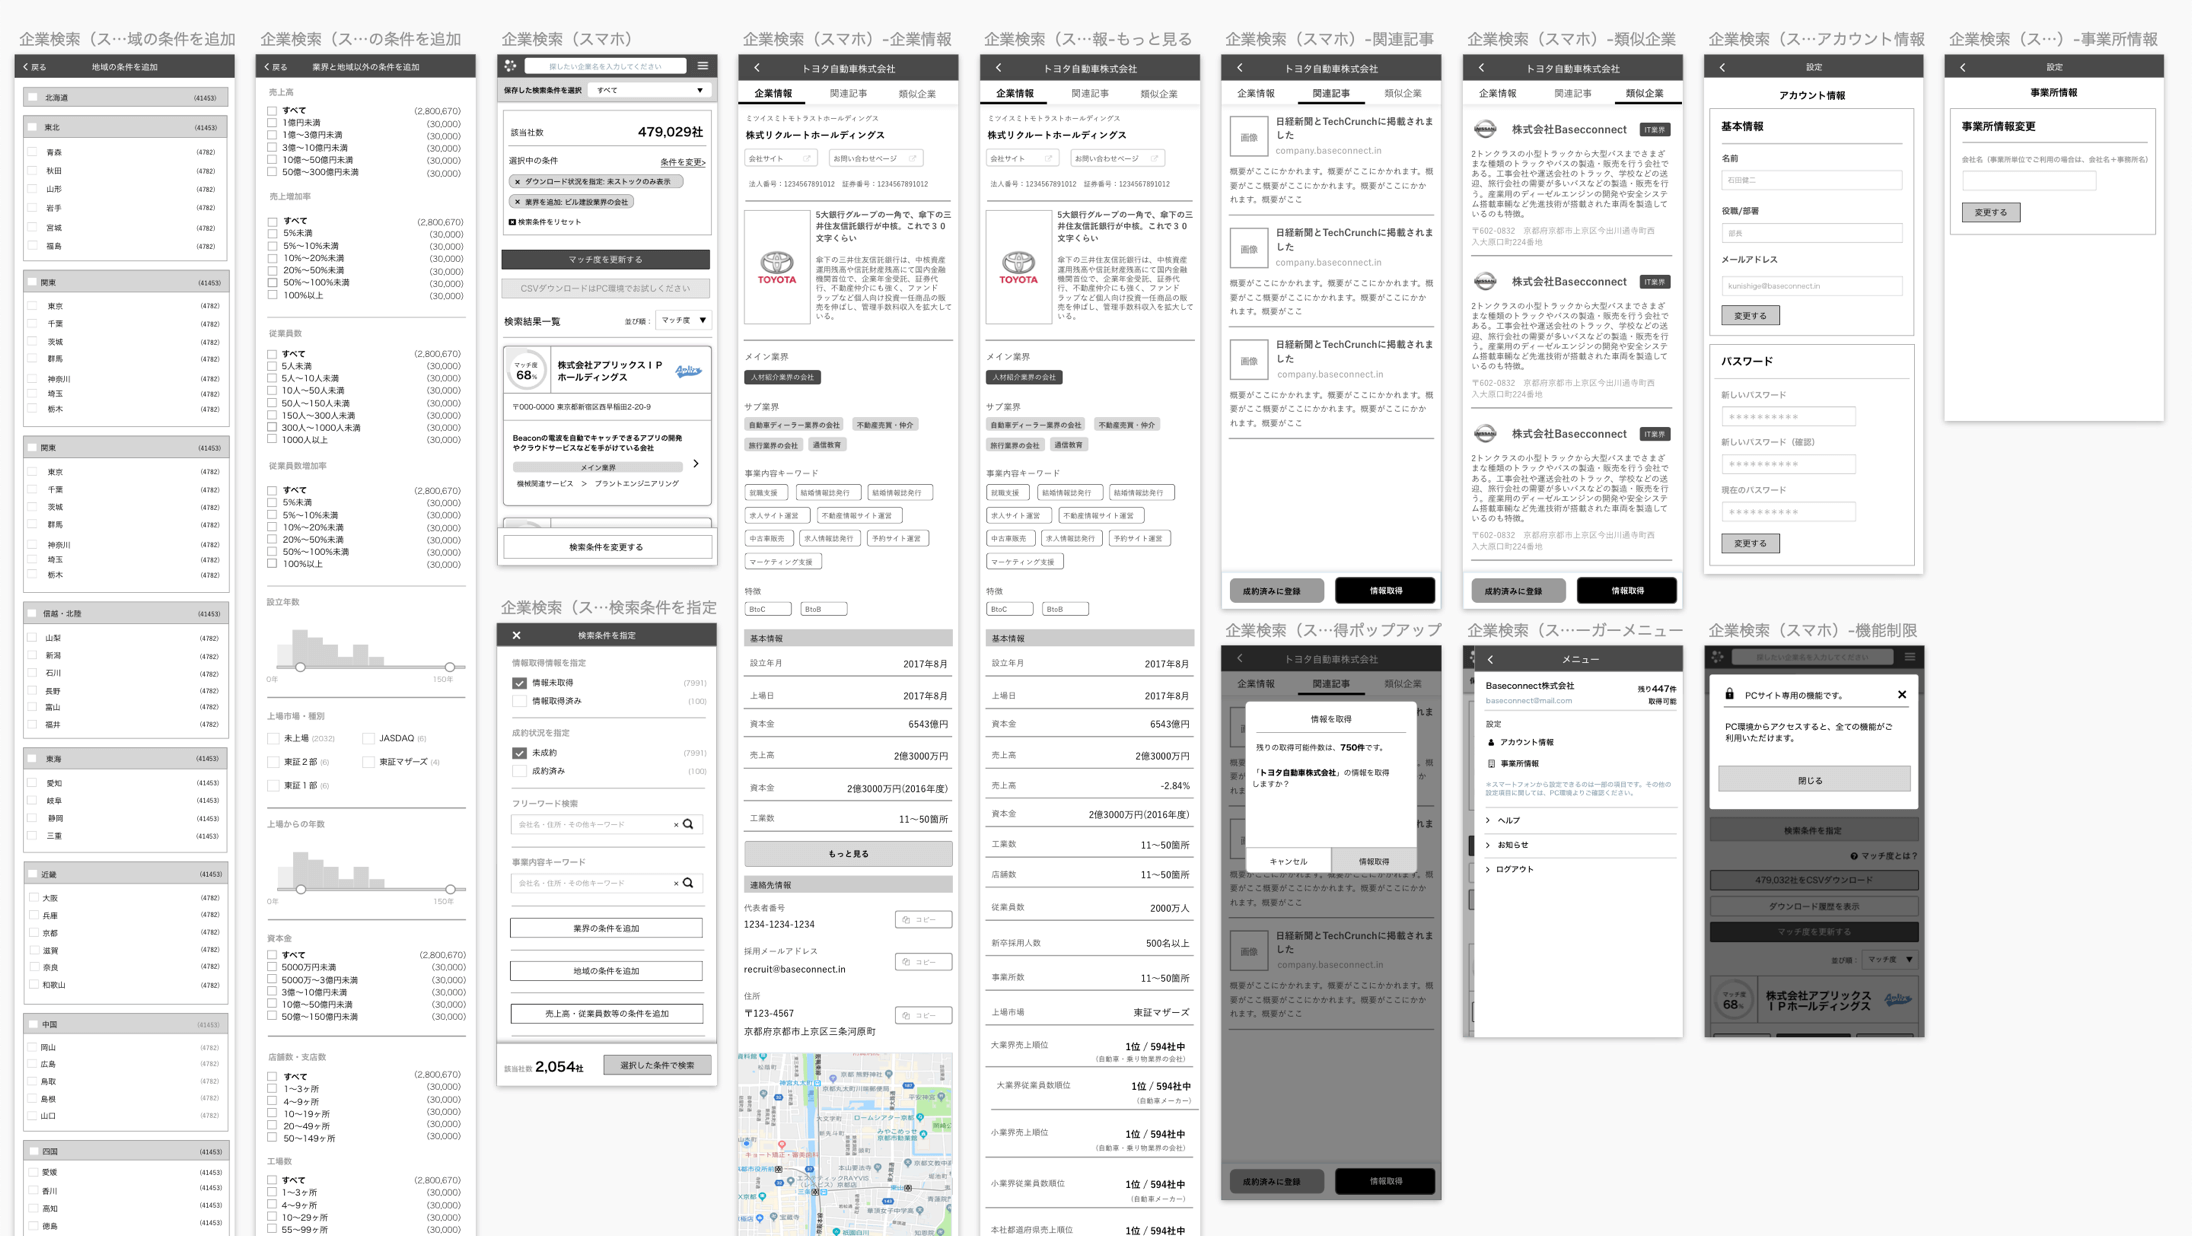 企業検索（ス…域の条件を追加
戻る
地域の条件を追加
北海道 (41453)
東北 (41453)
青森 (4782)
秋田 (4782)
山形 (4782)
岩手 (4782)
宮城 (4782)
福島 (4782)
関東 (41453)
東京 (4782)
千葉 (4782)
茨城 (4782)
群馬 (4782)
神奈川 (4782)
埼玉 (4782)
栃木 (4782)
関東 (41453)
東京 (4782)
千葉 (4782)
茨城 (4782)
群馬 (4782)
神奈川 (4782)
埼玉 (4782)
栃木 (4782)
信越・北陸 (41453)
山梨 (4782)
新潟 (4782)
石川 (4782)
長野 (4782)
富山 (4782)
福井 (4782)
東海 (41453)
愛知 (4782)
岐阜 (4782)
静岡 (4782)
三重 (4782)
近畿 (41453)
大阪 (4782)
兵庫 (4782)
京都 (4782)
滋賀 (4782)
奈良 (4782)
和歌山 (4782)
中国 (41453)
岡山 (4782)
広島 (4782)
鳥取 (4782)
島根 (4782)
山口 (4782)
四国 (41453)
愛媛 (41453)
香川 (41453)
高知 (4782)
徳島 (4782)
企業検索（ス…の条件を追加
戻る
業界と地域以外の条件を追加
売上高
すべて (2,800,670)
1億円未満 (30,000)
1億〜3億円未満 (30,000)
3億〜10億円未満 (30,000)
10億〜50億円未満 (30,000)
50億〜300億円未満 (30,000)
売上増加率
すべて (2,800,670)
5%未満 (30,000)
5%〜10%未満 (30,000)
10%〜20%未満 (30,000)
20%〜50%未満 (30,000)
50%〜100%未満 (30,000)
100%以上 (30,000)
従業員数
すべて (2,800,670)
5人未満 (30,000)
5人〜10人未満 (30,000)
10人〜50人未満 (30,000)
50人〜150人未満 (30,000)
150人〜300人未満 (30,000)
300人〜1000人未満 (30,000)
1000人以上 (30,000)
従業員数増加率
すべて (2,800,670)
5%未満 (30,000)
5%〜10%未満 (30,000)
10%〜20%未満 (30,000)
20%〜50%未満 (30,000)
50%〜100%未満 (30,000)
100%以上 (30,000)
設立年数
0年 150年
上場市場・種別
未上場 (2032) JASDAQ (6)
東証２部 (6) 東証マザーズ (4)
東証１部 (6)
上場からの年数
0年 150年
資本金
すべて (2,800,670)
5000万円未満 (30,000)
5000万〜3億円未満 (30,000)
3億〜10億円未満 (30,000)
10億〜50億円未満 (30,000)
50億〜150億円未満 (30,000)
店舗数・支店数
すべて (2,800,670)
1〜3ヶ所 (30,000)
4〜9ヶ所 (30,000)
10〜19ヶ所 (30,000)
20〜49ヶ所 (30,000)
50〜149ヶ所 (30,000)
工場数
すべて (2,800,670)
1〜3ヶ所 (30,000)
4〜9ヶ所 (30,000)
10〜29ヶ所 (30,000)
55〜99ヶ所 (30,000)
企業検索（スマホ）
探したい企業名を入力してください
保存した検索条件を選択 すべて ▼
該当社数 479,029社
選択中の条件 条件を変更>
× ダウンロード状況を指定: 未ストックのみ表示
× 業界を追加: ビル建設業界の会社
検索条件をリセット
マッチ度を更新する
CSVダウンロードはPC環境でお試しください
検索結果一覧 並び順： マッチ度 ▼
マッチ度
68%
株式会社アプリックスＩＰ
ホールディングス
Aplix
〒000-0000 東京都新宿区西早稲田2-20-9
Beaconの電波を自動でキャッチできるアプリの開発
やクラウドサービスなどを手がけている会社
メイン業界
機械関連サービス ＞ プラントエンジニアリング
検索条件を変更する
企業検索（ス…検索条件を指定
検索条件を指定
情報取得情報を指定
情報未取得 (7991)
情報取得済み (100)
成約状況を指定
未成約 (7991)
成約済み (100)
フリーワード検索
会社名・住所・その他キーワード ×
事業内容キーワード
会社名・住所・その他キーワード ×
業界の条件を追加
地域の条件を追加
売上高・従業員数等の条件を追加
該当社数 2,054社
選択した条件で検索
企業検索（スマホ）-企業情報
トヨタ自動車株式会社
企業情報 関連記事 類似企業
ミツイスミトモトラストホールディングス
株式リクルートホールディングス
会社サイト お問い合わせページ
法人番号：1234567891012 証券番号：1234567891012
TOYOTA
5大銀行グループの一角で、傘下の三
井住友信託銀行が中核。これで３０
文字くらい
傘下の三井住友信託銀行は、中核資産
運用残高や信託財産残高にて国内金融
機関首位で、企業年金受託、証券代
行、不動産仲介にも強く、ファンド
ラップなど個人向け投資一任商品の販
売を伸ばし、管理手数料収入を拡大して
いる。
メイン業界
人材紹介業界の会社
サブ業界
自動車ディーラー業界の会社 不動産売買・仲介
旅行業界の会社 通信教育
事業内容キーワード
就職支援 結婚情報誌発行 結婚情報誌発行
求人サイト運営 不動産情報サイト運営
中古車販売 求人情報誌発行 予約サイト運営
マーケティング支援
特徴
BtoC BtoB
基本情報
設立年月 2017年8月
上場日 2017年8月
資本金 6543億円
売上高 2億3000万円
資本金 2億3000万円(2016年度)
工業数 11〜50箇所
もっと見る
連絡先情報
代表者番号
1234-1234-1234 コピー
採用メールアドレス
recruit@baseconnect.in コピー
住所
〒123-4567 コピー
京都府京都市上京区三条河原町
企業検索（ス…報-もっと見る
トヨタ自動車株式会社
企業情報 関連記事 類似企業
ミツイスミトモトラストホールディングス
株式リクルートホールディングス
会社サイト お問い合わせページ
法人番号：1234567891012 証券番号：1234567891012
TOYOTA
5大銀行グループの一角で、傘下の三
井住友信託銀行が中核。これで３０
文字くらい
傘下の三井住友信託銀行は、中核資産
運用残高や信託財産残高にて国内金融
機関首位で、企業年金受託、証券代
行、不動産仲介にも強く、ファンド
ラップなど個人向け投資一任商品の販
売を伸ばし、管理手数料収入を拡大して
いる。
メイン業界
人材紹介業界の会社
サブ業界
自動車ディーラー業界の会社 不動産売買・仲介
旅行業界の会社 通信教育
事業内容キーワード
就職支援 結婚情報誌発行 結婚情報誌発行
求人サイト運営 不動産情報サイト運営
中古車販売 求人情報誌発行 予約サイト運営
マーケティング支援
特徴
BtoC BtoB
基本情報
設立年月 2017年8月
上場日 2017年8月
資本金 6543億円
売上高 2億3000万円
売上高 -2.84%
資本金 2億3000万円(2016年度)
工業数 11〜50箇所
店舗数 11〜50箇所
従業員数 2000万人
新卒採用人数 500名以上
事業所数 11〜50箇所
上場市場 東証マザーズ
大業界売上順位 1位 / 594社中
(自動車・乗り物業界の会社)
大業界従業員数順位 1位 / 594社中
(自動車メーカー)
小業界売上順位 1位 / 594社中
(自動車・乗り物業界の会社)
小業界従業員数順位 1位 / 594社中
(自動車メーカー)
本社都道府県売上順位 1位 / 594社中
企業検索（スマホ）-関連記事
トヨタ自動車株式会社
企業情報 関連記事 類似企業
画像
日経新聞とTechCrunchに掲載されま
した
company.baseconnect.in
概要がここにかかれます。概要がここにかかれます。概
要がここ概要がここにかかれます。概要がここにかか
れます。概要がここ
画像
日経新聞とTechCrunchに掲載されま
した
company.baseconnect.in
概要がここにかかれます。概要がここにかかれます。概
要がここ概要がここにかかれます。概要がここにかか
れます。概要がここ
画像
日経新聞とTechCrunchに掲載されま
した
company.baseconnect.in
概要がここにかかれます。概要がここにかかれます。概
要がここ概要がここにかかれます。概要がここにかか
れます。概要がここ
成約済みに登録 情報取得
企業検索（ス…得ポップアップ
トヨタ自動車株式会社
企業情報 関連記事 類似企業
情報を取得
残りの取得可能件数は、750件です。
「トヨタ自動車株式会社」の情報を取得
しますか？
キャンセル 情報取得
要がここ概要がここにかかれます。概要がここにかか
れます。概要がここ
画像
日経新聞とTechCrunchに掲載されま
した
company.baseconnect.in
概要がここにかかれます。概要がここにかかれます。概
要がここ概要がここにかかれます。概要がここにかか
れます。概要がここ
成約済みに登録 情報取得
企業検索（スマホ）-類似企業
トヨタ自動車株式会社
企業情報 関連記事 類似企業
NISSAN
株式会社Basecconnect IT業界
2トンクラスの小型トラックから大型バスまでさまざ
まな種類のトラックやバスの製造・販売を行う会社で
ある。工事会社や運送会社のトラック、学校などの送
迎、旅行会社の需要が多いバスなどの製造・販売を行
う。産業用のディーゼルエンジンの開発や安全システ
ム搭載車輌など先進技術が搭載された車両を製造して
いるのも特徴。
〒602-0832 京都府京都市上京区今出川通寺町西
入大原口町224番地
NISSAN
株式会社Basecconnect IT業界
2トンクラスの小型トラックから大型バスまでさまざ
まな種類のトラックやバスの製造・販売を行う会社で
ある。工事会社や運送会社のトラック、学校などの送
迎、旅行会社の需要が多いバスなどの製造・販売を行
う。産業用のディーゼルエンジンの開発や安全システ
ム搭載車輌など先進技術が搭載された車両を製造して
いるのも特徴。
〒602-0832 京都府京都市上京区今出川通寺町西
入大原口町224番地
NISSAN
株式会社Basecconnect IT業界
2トンクラスの小型トラックから大型バスまでさまざ
まな種類のトラックやバスの製造・販売を行う会社で
ある。工事会社や運送会社のトラック、学校などの送
迎、旅行会社の需要が多いバスなどの製造・販売を行
う。産業用のディーゼルエンジンの開発や安全システ
ム搭載車輌など先進技術が搭載された車両を製造して
いるのも特徴。
〒602-0832 京都府京都市上京区今出川通寺町西
入大原口町224番地
成約済みに登録 情報取得
企業検索（ス…ーガーメニュー
メニュー
Baseconnect株式会社 残り447件
baseconnect@mail.com 取得可能
設定
アカウント情報
事業所情報
※スマートフォンから設定できるのは一部の項目です。その他の
設定項目に関しては、PC環境よりご確認ください。
ヘルプ
お知らせ
ログアウト
企業検索（ス…アカウント情報
設定
アカウント情報
基本情報
名前
石田健二
役職/部署
部長
メールアドレス
kunishige@baseconnect.in
変更する
パスワード
新しいパスワード
＊＊＊＊＊＊＊＊＊＊
新しいパスワード（確認）
＊＊＊＊＊＊＊＊＊＊
現在のパスワード
＊＊＊＊＊＊＊＊＊＊
変更する
企業検索（スマホ）-機能制限
探したい企業名を入力してください
PCサイト専用の機能です。
PC環境からアクセスすると、全ての機能がご
利用いただけます。
閉じる
検索条件を指定
マッチ度とは？
479,032社をCSVダウンロード
ダウンロード履歴を表示
マッチ度を更新する
並び順： マッチ度 ▼
マッチ度
68%
株式会社アプリックス
ＩＰホールディングス
Aplix
企業検索（ス…）-事業所情報
設定
事業所情報
事業所情報変更
会社名（事業所単位でご利用の場合は、会社名＋事務所名）
変更する